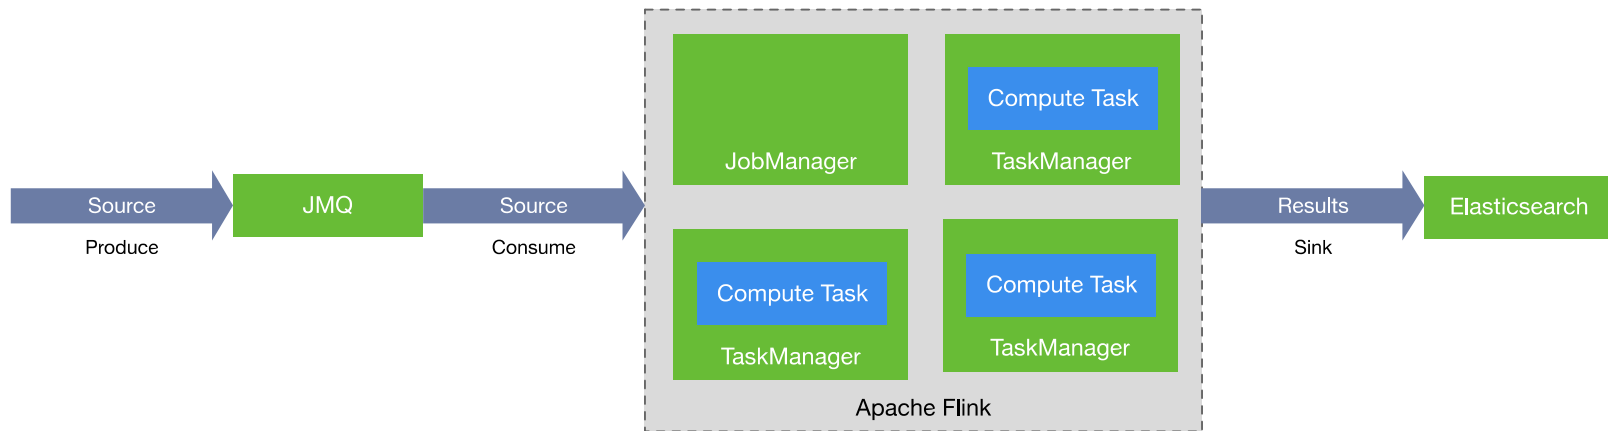 Source
Produce
JMQ
Source
Consume
JobManager
Compute Task
TaskManager
Compute Task
TaskManager
Compute Task
TaskManager
Apache Flink
Results
Sink
Elasticsearch